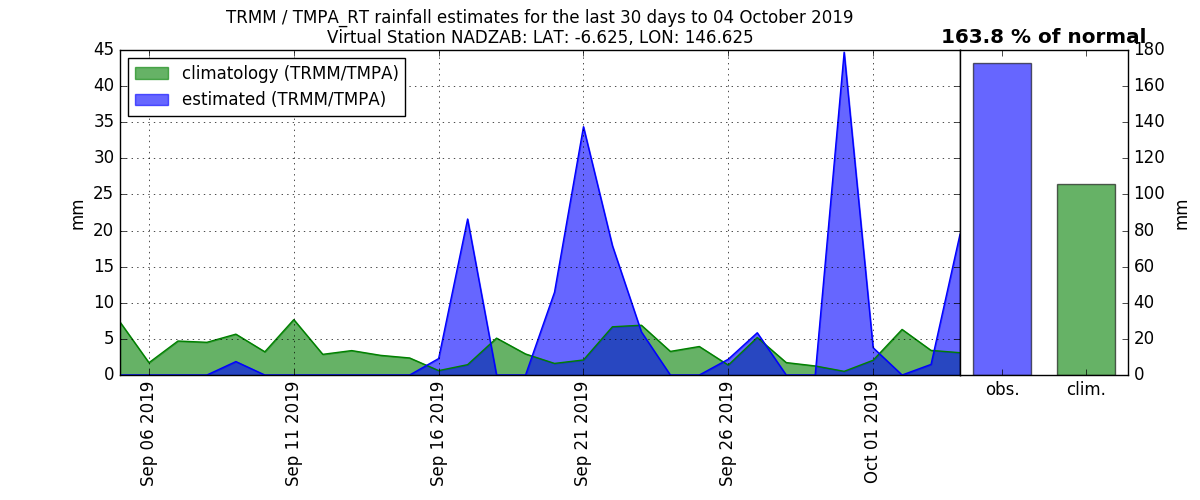 TRMM / TMPA_RT rainfall estimates for the last 30 days to 04 October 2019
Virtual Station NADZAB: LAT: -6.625, LON: 146.625
163.8 % of normal
climatology (TRMM/TMPA)
estimated (TRMM/TMPA)
45
40
35
30
25
20
15
10
5
0
mm
Sep 06 2019
Sep 11 2019
Sep 16 2019
Sep 21 2019
Sep 26 2019
Oct 01 2019
obs.
clim.
180
160
140
120
100
80
60
40
20
0
mm